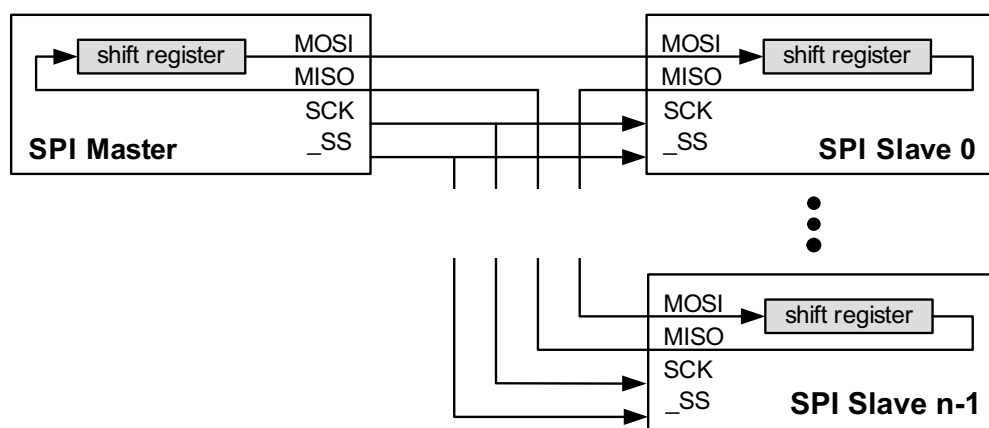 shift register
MOSI
MISO
SCK
_SS
SPI Master
MOSI
shift register
MISO
SCK
_SS
SPI Slave 0
MOSI
shift register
MISO
SCK
_SS
SPI Slave n-1